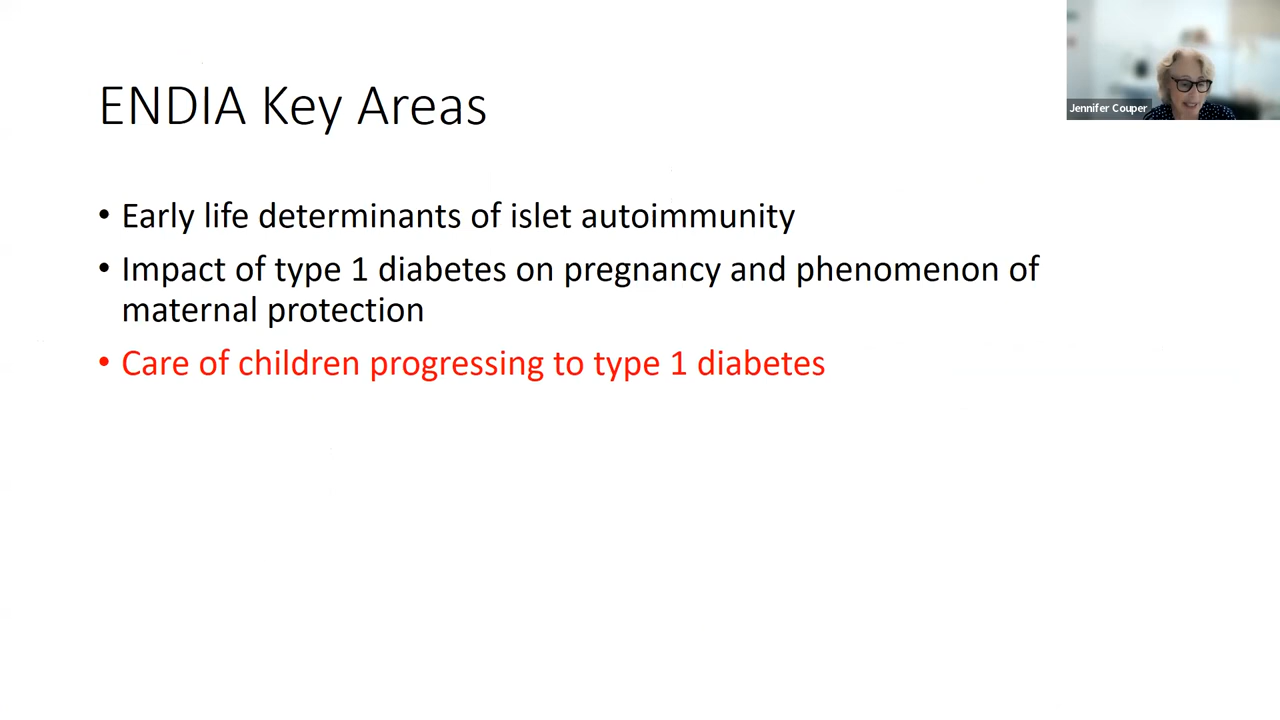 ENDIA Key Areas
Jennifer Couper
• Early life determinants of islet autoimmunity
• Impact of type 1 diabetes on pregnancy and phenomenon of
maternal protection
• Care of children progressing to type 1 diabetes